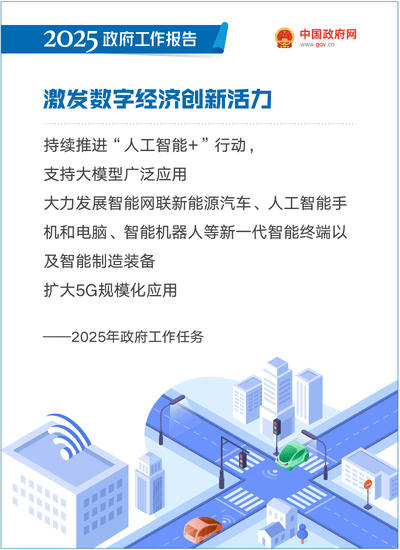 2025 政府工作报告
中国政府网
www.gov.cn
激发数字经济创新活力
持续推进“人工智能+”行动，
支持大模型广泛应用
大力发展智能网联新能源汽车、人工智能手
机和电脑、智能机器人等新一代智能终端以
及智能制造装备
扩大5G规模化应用
——2025年政府工作任务